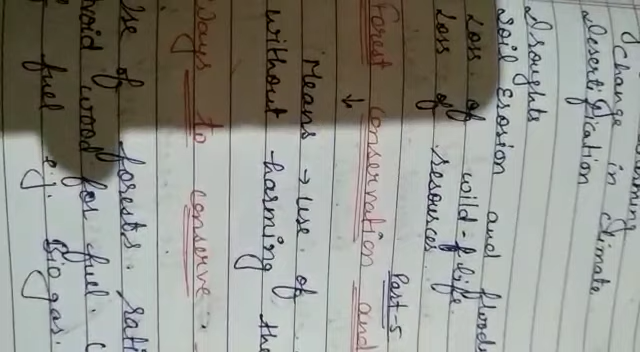 Change in climate
Desertification
Droughts
Soil Erosion and floods
Loss of wild-life.
Loss of resources.
Part-5
Forest conservation and
Means → use of
without harming the
Ways to conserve :-
Use of forests.
avoid wood for fuel.
fuel e.g. Bio gas.